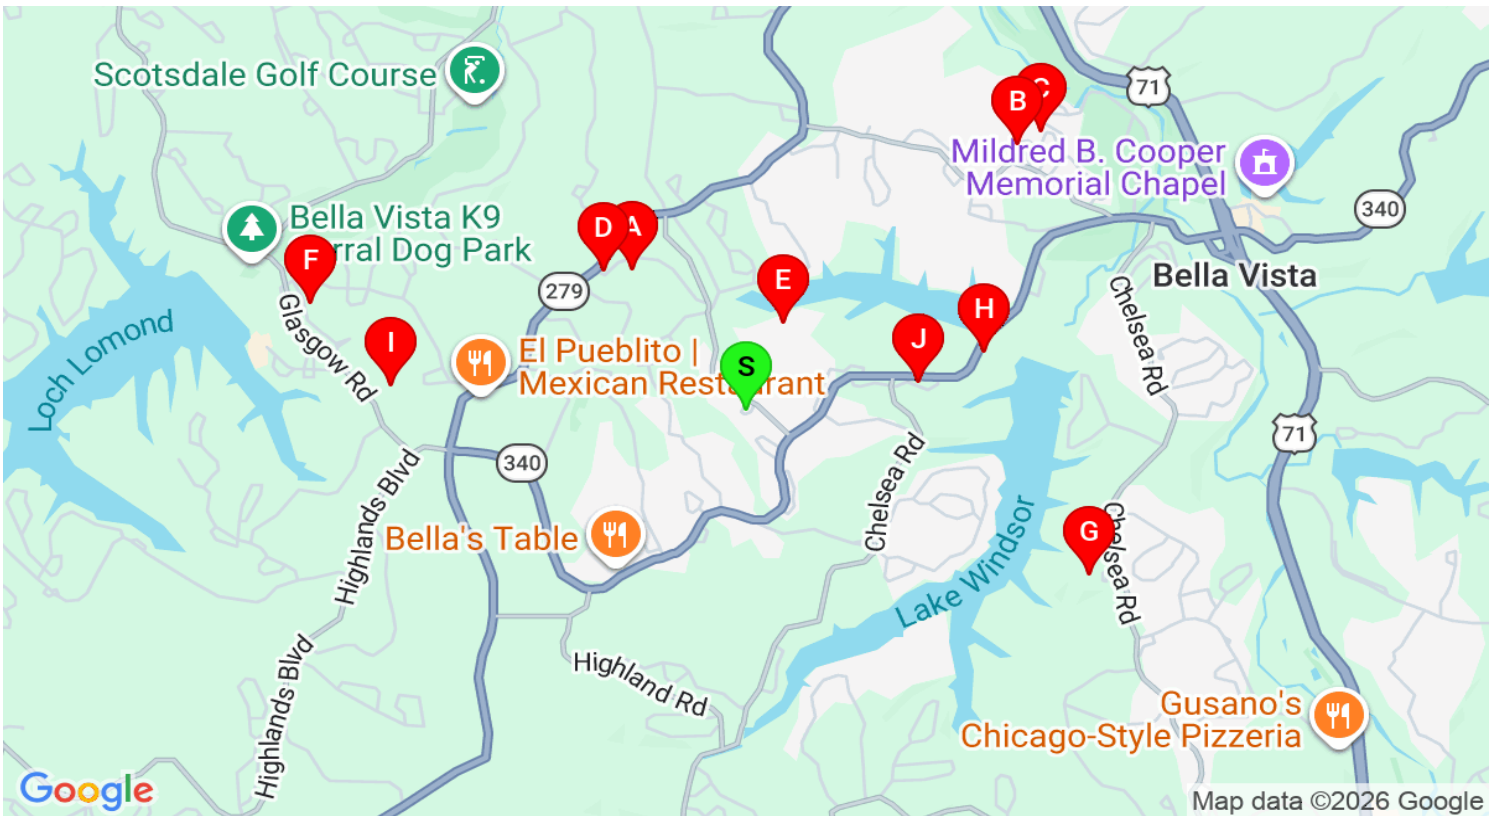 Scotsdale Golf Course
71
C
B
Mildred B. Cooper
Memorial Chapel
340
Bella Vista K9
rral Dog Park
D
A
F
279
E
Bella Vista
H
Glasgow Rd
Chelsea Rd
Loch Lomond
I
J
El Pueblito |
Mexican Restaurant
S
71
340
Highlands Blvd
Chelsea Rd
Bella's Table
G
Chelsea Rd
Lake Windsor
Highlands Blvd
Highland Rd
Gusano's
Chicago-Style Pizzeria
Google
Map data ©2026 Google